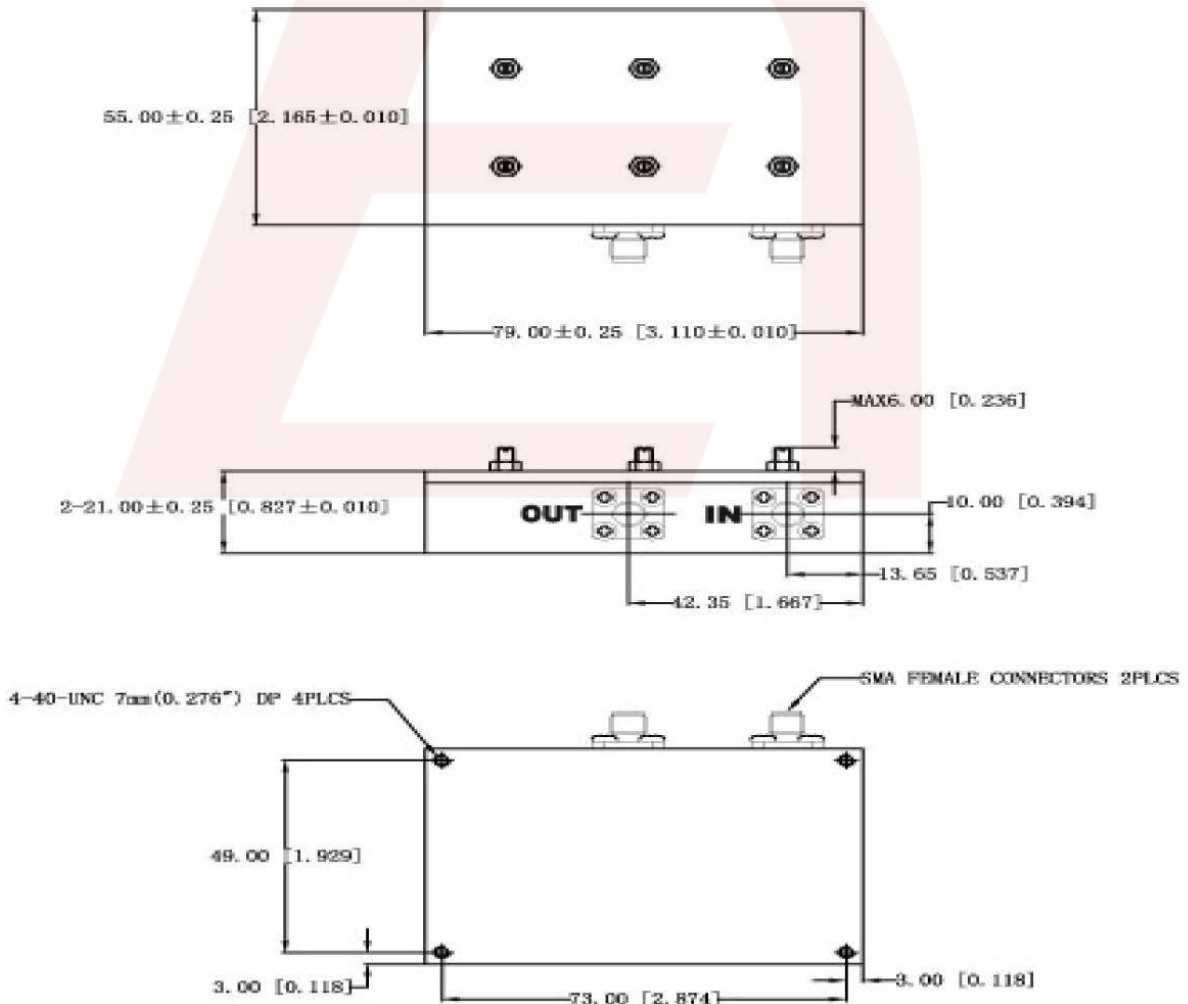 55.00±0.25 [2.165±0.010]
79.00±0.25 [3.110±0.010]
MAX6.00 [0.236]
2-21.00±0.25 [0.827±0.010]
OUT
IN
10.00 [0.394]
13.65 [0.537]
42.35 [1.667]
4-40-UNC 7mm(0.276") DP 4PLCS
SMA FEMALE CONNECTORS 2PLCS
49.00 [1.929]
3.00 [0.118]
73.00 [2.874]
3.00 [0.118]